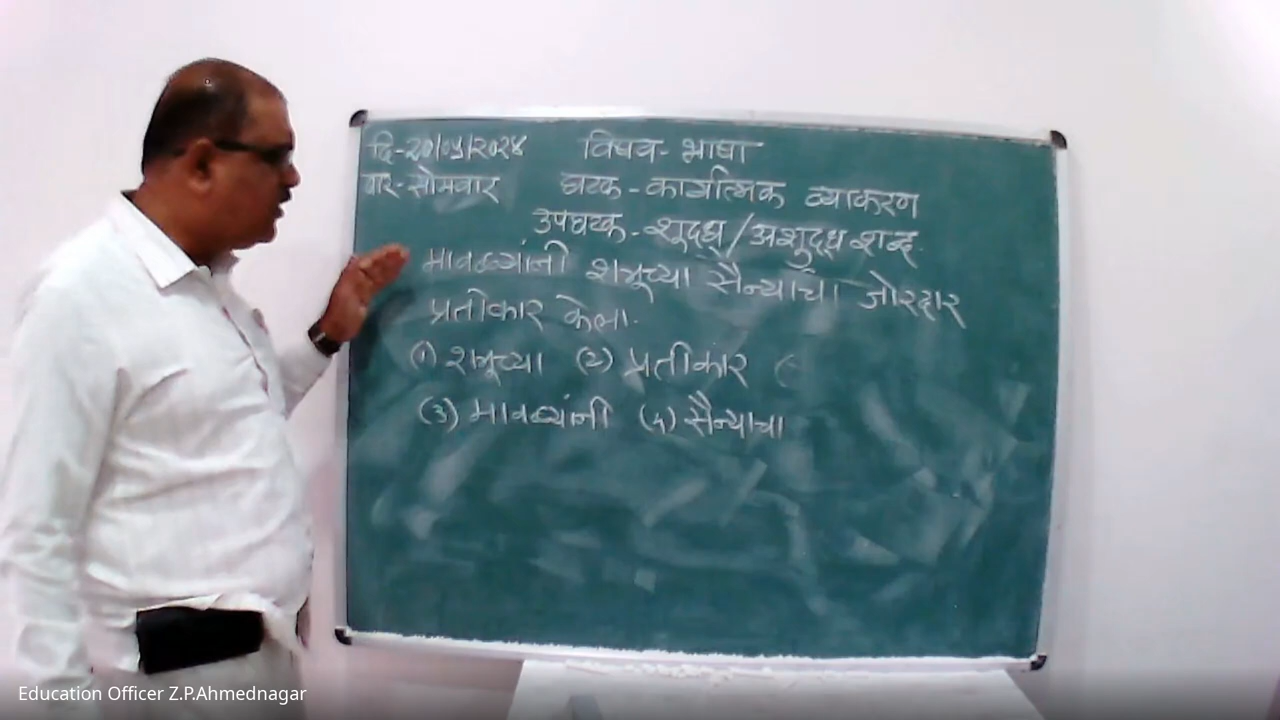 दि-२०/०५/२०२४ विषय-भाषा
वार-सोमवार घटक-कार्यात्मक व्याकरण
उपघटक-शुद्ध/अशुद्ध शब्द.
मावळ्यांनी शत्रूच्या सैन्याचा जोरदार
प्रतीकार केला.
(१) शत्रूच्या (२) प्रतीकार
(३) मावळ्यांनी (४) सैन्याचा
Education Officer Z.P.Ahmednagar